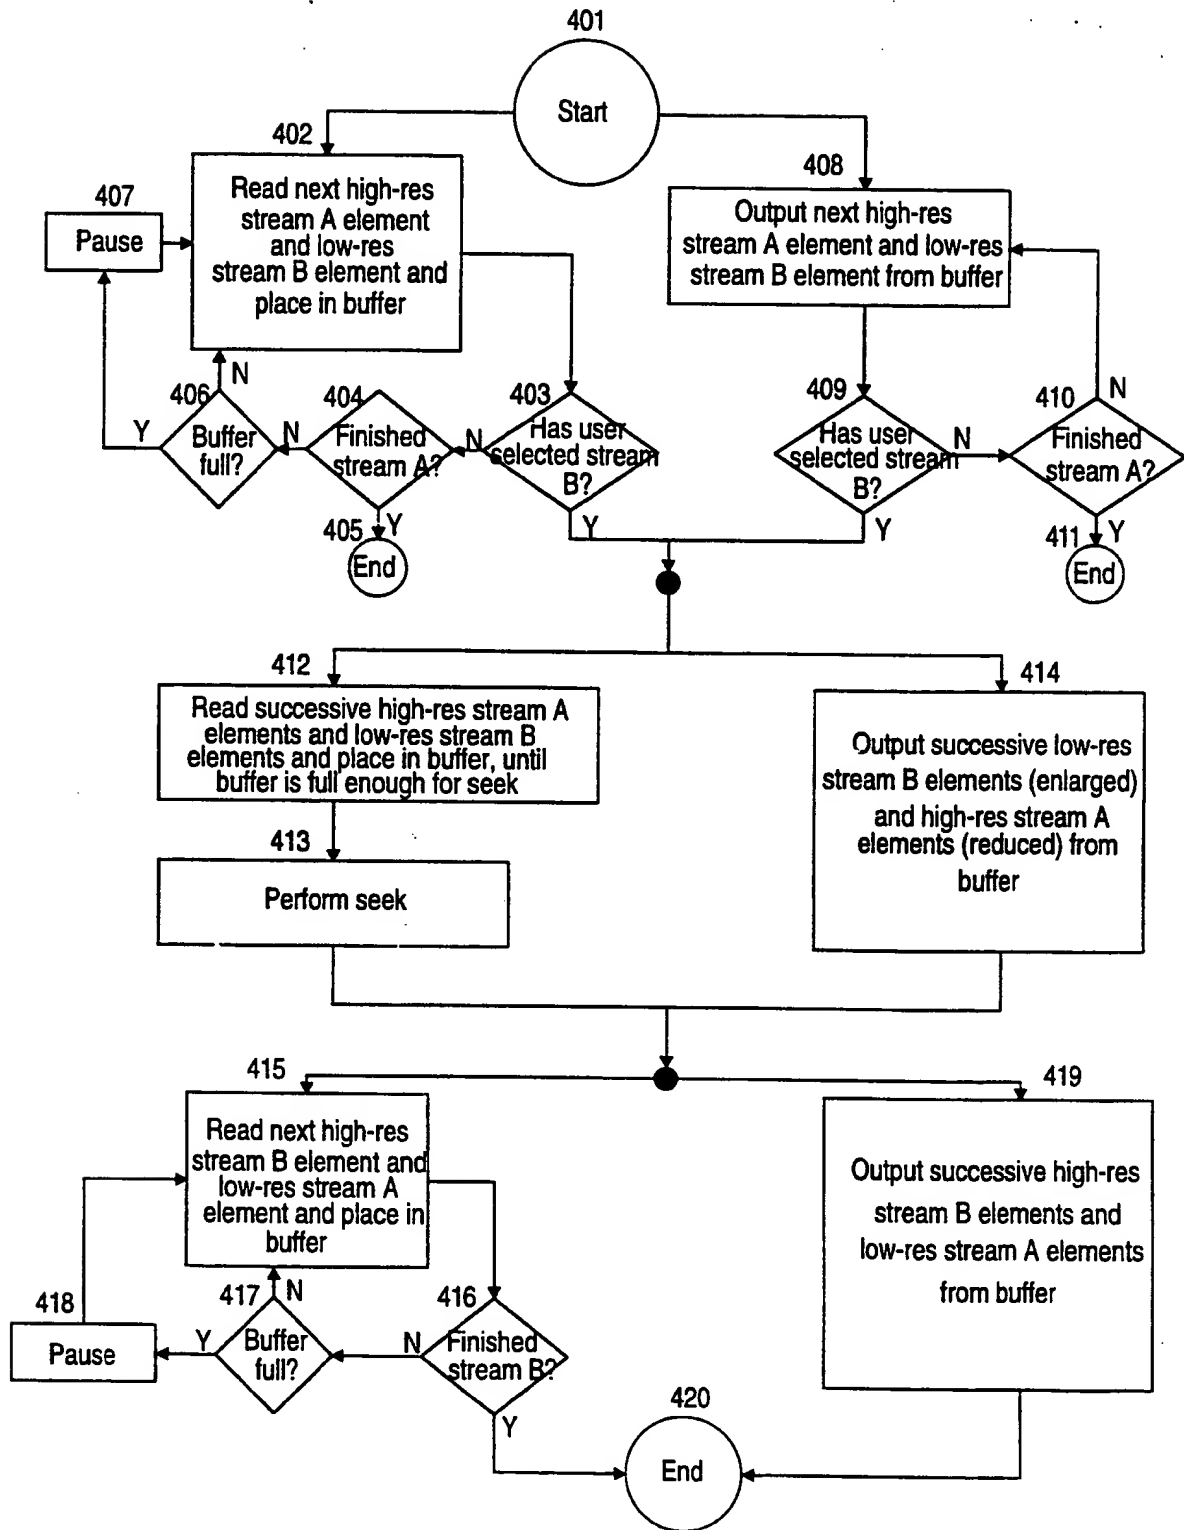 401
Start
402
Read next high-res
stream A element
and low-res
stream B element and
place in buffer
407
Pause
408
Output next high-res
stream A element and low-res
stream B element from buffer
406
N
Buffer
full?
Y
N
404
Finished
stream A?
N
Y
405
End
403
Has user
selected stream
B?
Y
409
Has user
selected stream
B?
N
Y
410
N
Finished
stream A?
411
Y
End
412
Read successive high-res stream A
elements and low-res stream B
elements and place in buffer, until
buffer is full enough for seek
413
Perform seek
414
Output successive low-res
stream B elements (enlarged)
and high-res stream A
elements (reduced) from
buffer
415
Read next high-res
stream B element and
low-res stream A
element and place in
buffer
419
Output successive high-res
stream B elements and
low-res stream A elements
from buffer
418
Pause
417
N
Y
Buffer
full?
416
N
Finished
stream B?
Y
420
End